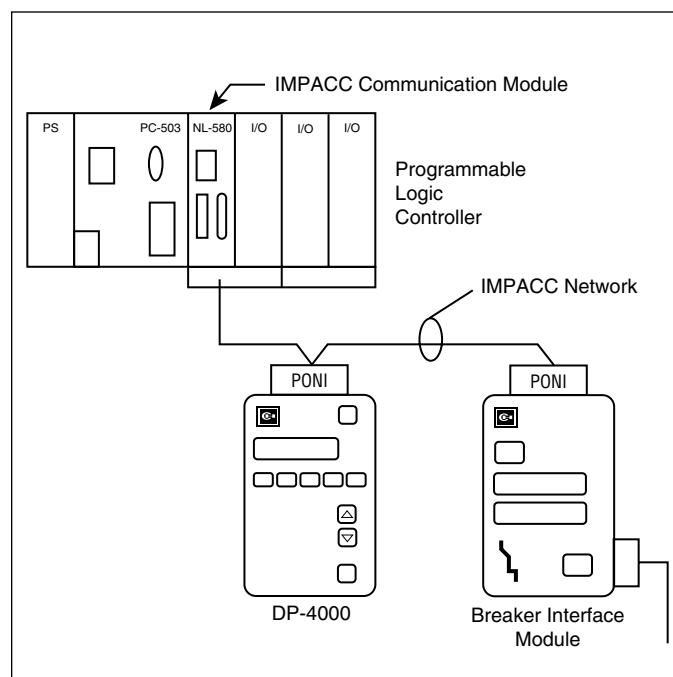 IMPACC Communication Module
PS
PC-503
NL-580
I/O
I/O
I/O
Programmable
Logic
Controller
IMPACC Network
PONI
PONI
DP-4000
Breaker Interface
Module